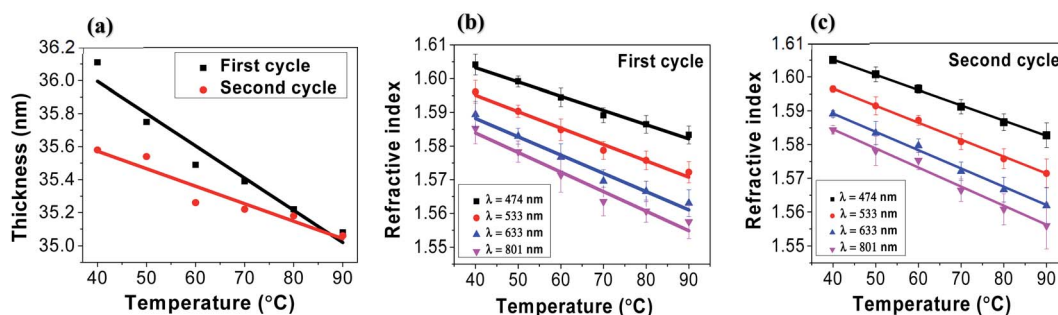 (a)
Thickness (nm)
36.2
36.0
35.8
35.6
35.4
35.2
35.0
First cycle
Second cycle
40 50 60 70 80 90
Temperature (°C)
(b)
Refractive index
1.61
1.60
1.59
1.58
1.57
1.56
1.55
First cycle
λ = 474 nm
λ = 533 nm
λ = 633 nm
λ = 801 nm
40 50 60 70 80 90
Temperature (°C)
(c)
Refractive index
1.61
1.60
1.59
1.58
1.57
1.56
1.55
Second cycle
λ = 474 nm
λ = 533 nm
λ = 633 nm
λ = 801 nm
40 50 60 70 80 90
Temperature (°C)